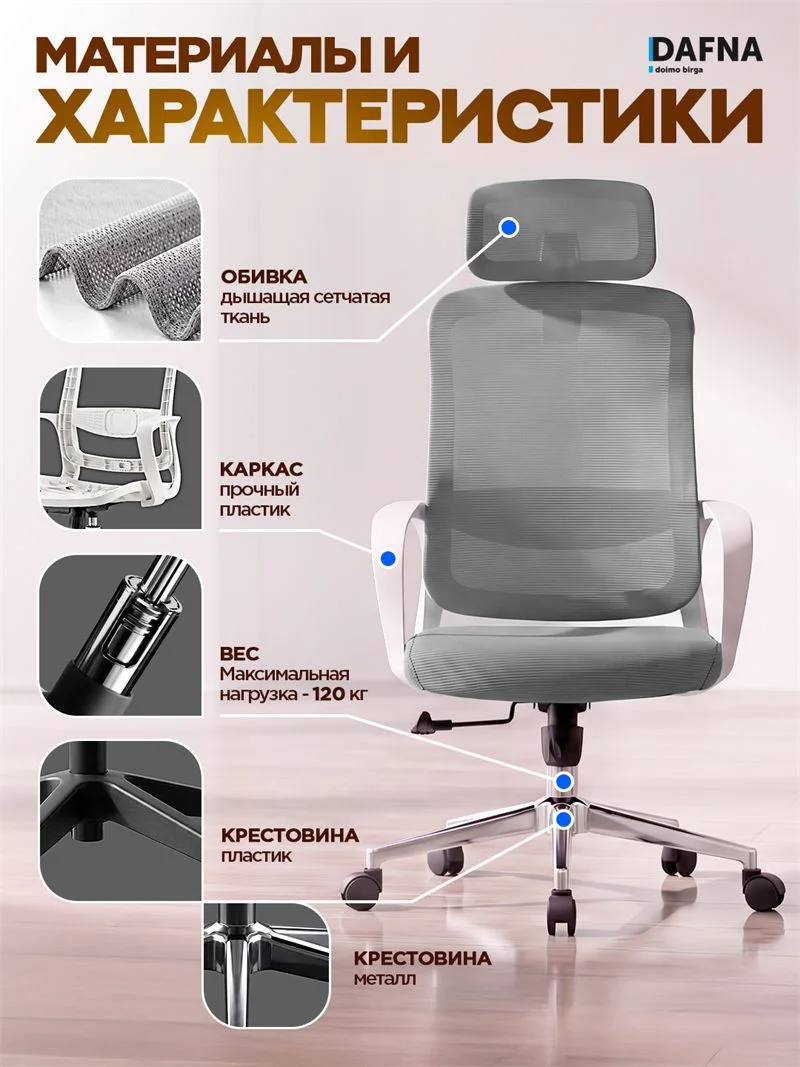 МАТЕРИАЛЫ И
ХАРАКТЕРИСТИКИ
DAFNA
doimo birga
ОБИВКА
дышащая сетчатая
ткань
КАРКАС
прочный
пластик
ВЕС
Максимальная
нагрузка - 120 кг
КРЕСТОВИНА
пластик
КРЕСТОВИНА
металл